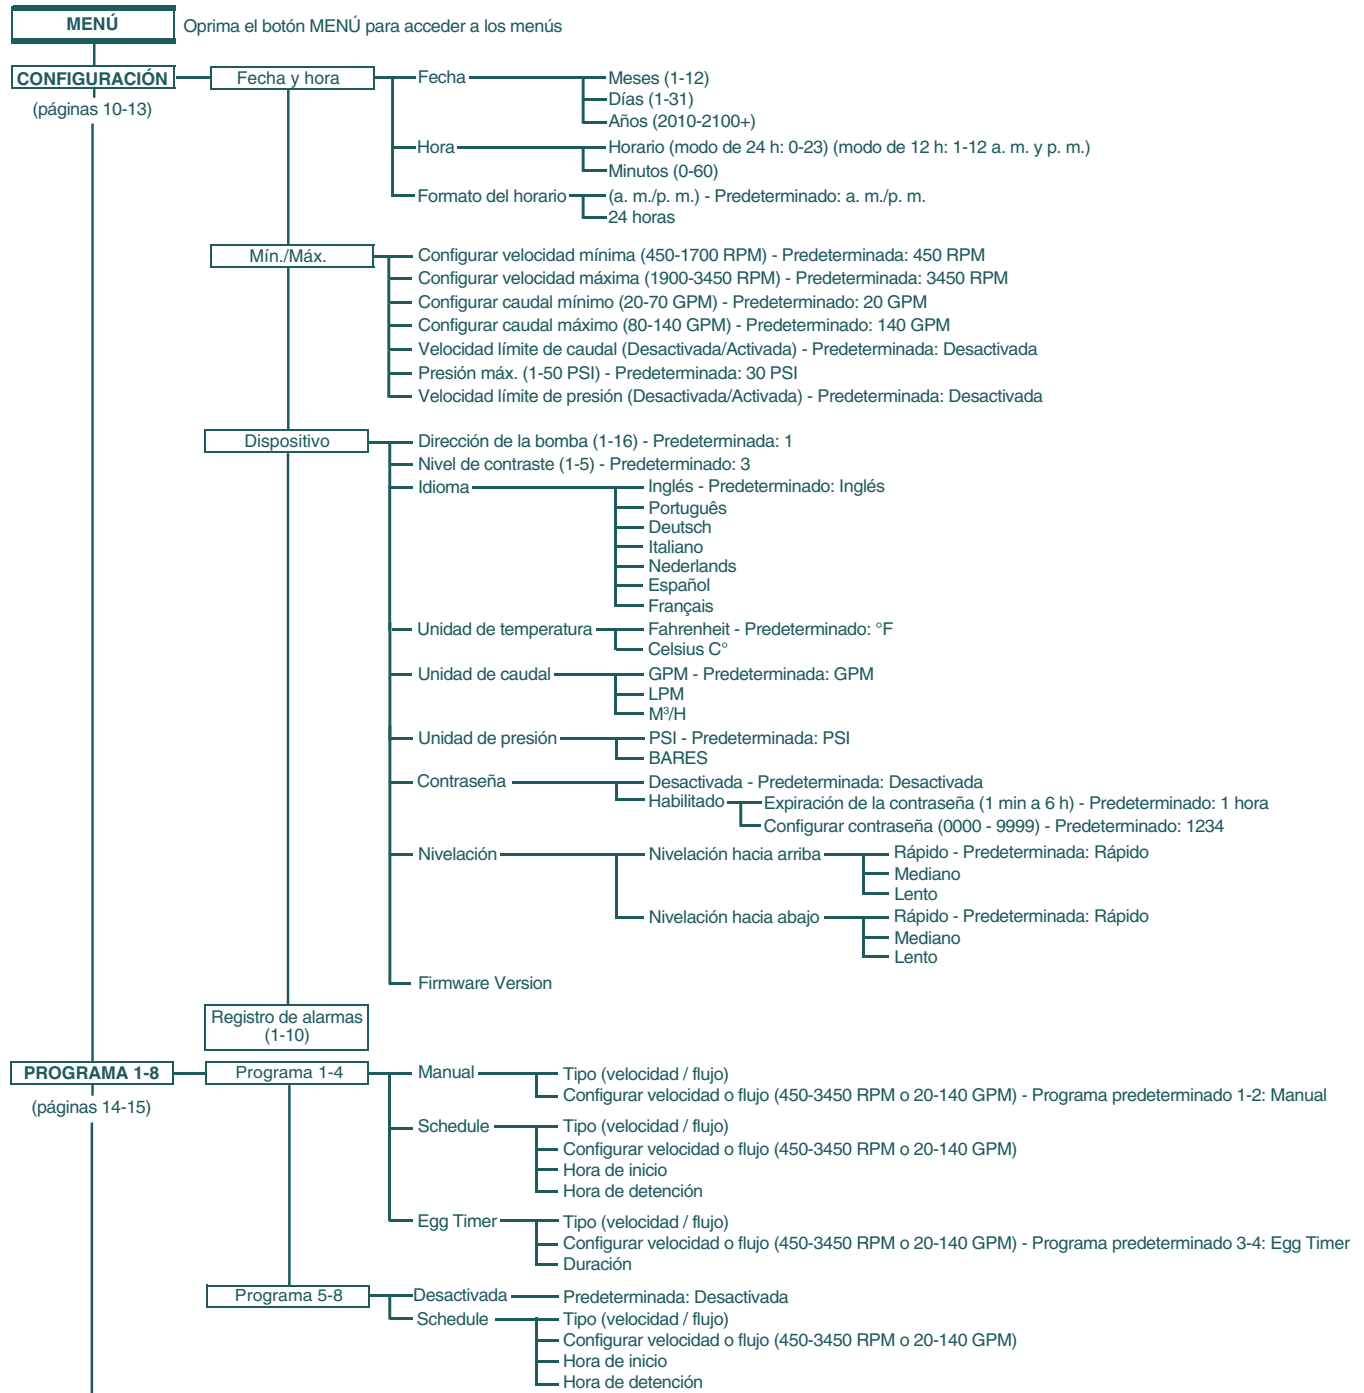 MENÚ
Oprima el botón MENÚ para acceder a los menús
CONFIGURACIÓN
(páginas 10-13)
Fecha y hora
Fecha
Meses (1-12)
Días (1-31)
Años (2010-2100+)
Hora
Horario (modo de 24 h: 0-23) (modo de 12 h: 1-12 a. m. y p. m.)
Minutos (0-60)
Formato del horario
(a. m./p. m.) - Predeterminado: a. m./p. m.
24 horas
Mín./Máx.
Configurar velocidad mínima (450-1700 RPM) - Predeterminada: 450 RPM
Configurar velocidad máxima (1900-3450 RPM) - Predeterminada: 3450 RPM
Configurar caudal mínimo (20-70 GPM) - Predeterminado: 20 GPM
Configurar caudal máximo (80-140 GPM) - Predeterminado: 140 GPM
Velocidad límite de caudal (Desactivada/Activada) - Predeterminada: Desactivada
Presión máx. (1-50 PSI) - Predeterminada: 30 PSI
Velocidad límite de presión (Desactivada/Activada) - Predeterminada: Desactivada
Dispositivo
Dirección de la bomba (1-16) - Predeterminada: 1
Nivel de contraste (1-5) - Predeterminado: 3
Idioma
Inglés - Predeterminado: Inglés
Português
Deutsch
Italiano
Nederlands
Español
Français
Unidad de temperatura
Fahrenheit - Predeterminado: °F
Celsius C°
Unidad de caudal
GPM - Predeterminada: GPM
LPM
M³/H
Unidad de presión
PSI - Predeterminada: PSI
BARES
Contraseña
Desactivada - Predeterminada: Desactivada
Habilitado
Expiración de la contraseña (1 min a 6 h) - Predeterminado: 1 hora
Configurar contraseña (0000 - 9999) - Predeterminado: 1234
Nivelación
Nivelación hacia arriba
Rápido - Predeterminada: Rápido
Mediano
Lento
Nivelación hacia abajo
Rápido - Predeterminada: Rápido
Mediano
Lento
Firmware Version
Registro de alarmas
(1-10)
PROGRAMA 1-8
(páginas 14-15)
Programa 1-4
Manual
Tipo (velocidad / flujo)
Configurar velocidad o flujo (450-3450 RPM o 20-140 GPM) - Programa predeterminado 1-2: Manual
Schedule
Tipo (velocidad / flujo)
Configurar velocidad o flujo (450-3450 RPM o 20-140 GPM)
Hora de inicio
Hora de detención
Egg Timer
Tipo (velocidad / flujo)
Configurar velocidad o flujo (450-3450 RPM o 20-140 GPM) - Programa predeterminado 3-4: Egg Timer
Duración
Programa 5-8
Desactivada
Predeterminada: Desactivada
Schedule
Tipo (velocidad / flujo)
Configurar velocidad o flujo (450-3450 RPM o 20-140 GPM)
Hora de inicio
Hora de detención